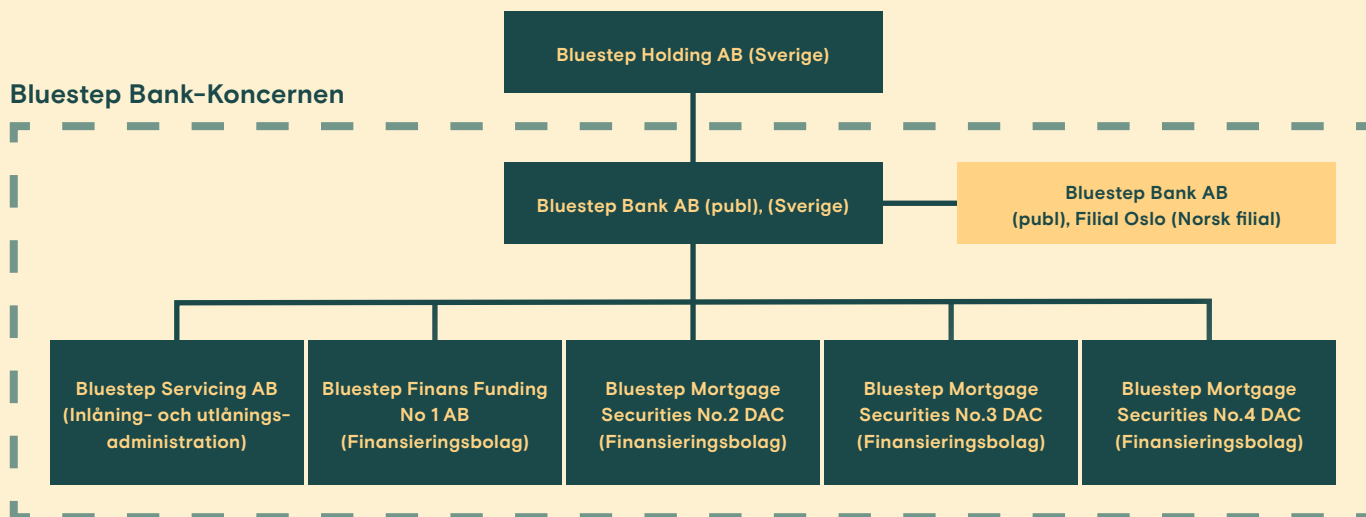 Bluestep Holding AB (Sverige)
Bluestep Bank-Koncernen
Bluestep Bank AB (publ), (Sverige)
Bluestep Bank AB
(publ), Filial Oslo (Norsk filial)
Bluestep Servicing AB
(Inlåning- och utlånings-
administration)
Bluestep Finans Funding
No 1 AB
(Finansieringsbolag)
Bluestep Mortgage
Securities No.2 DAC
(Finansieringsbolag)
Bluestep Mortgage
Securities No.3 DAC
(Finansieringsbolag)
Bluestep Mortgage
Securities No.4 DAC
(Finansieringsbolag)